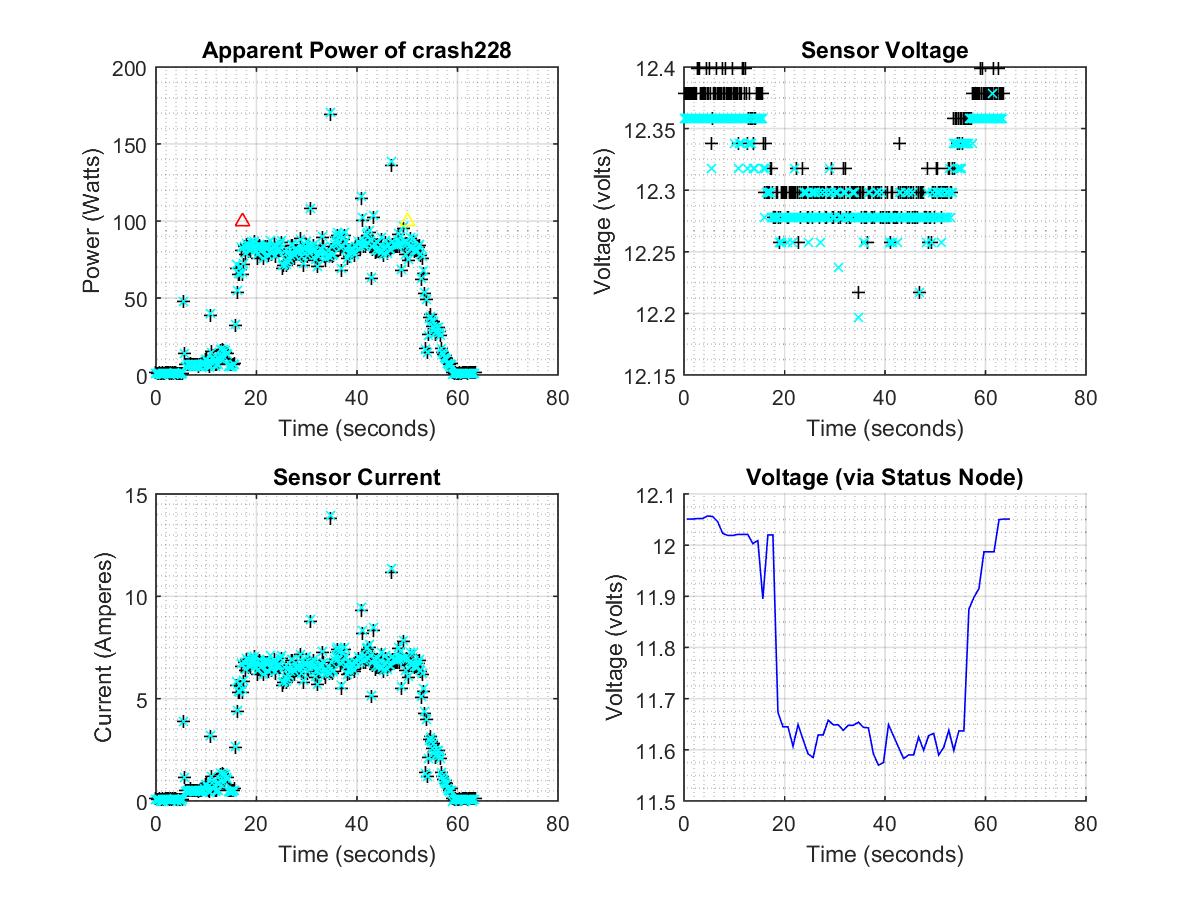 Apparent Power of crash228
200
150
100
50
0
Power (Watts)
0 20 40 60 80
Time (seconds)
Sensor Voltage
12.4
12.35
12.3
12.25
12.2
12.15
Voltage (volts)
0 20 40 60 80
Time (seconds)
Sensor Current
15
10
5
0
Current (Amperes)
0 20 40 60 80
Time (seconds)
Voltage (via Status Node)
12.1
12
11.9
11.8
11.7
11.6
11.5
Voltage (volts)
0 20 40 60 80
Time (seconds)